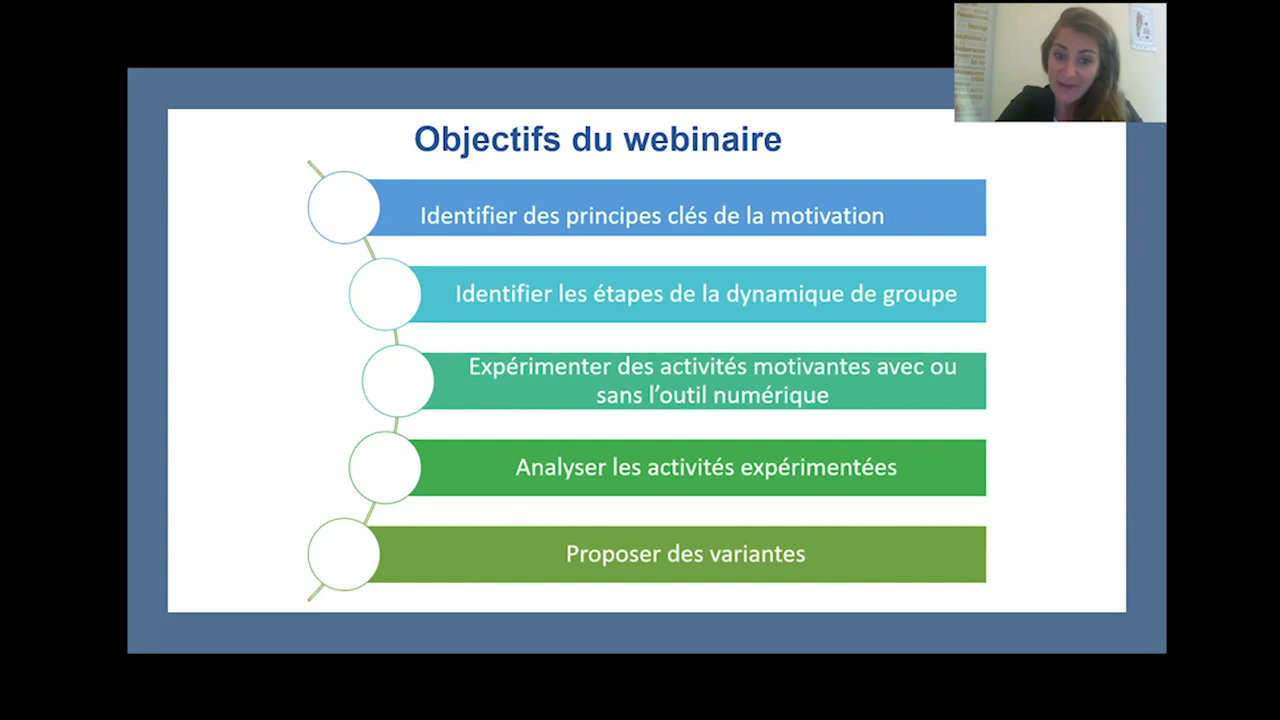 Objectifs du webinaire
Identifier des principes clés de la motivation
Identifier les étapes de la dynamique de groupe
Expérimenter des activités motivantes avec ou
sans l’outil numérique
Analyser les activités expérimentées
Proposer des variantes